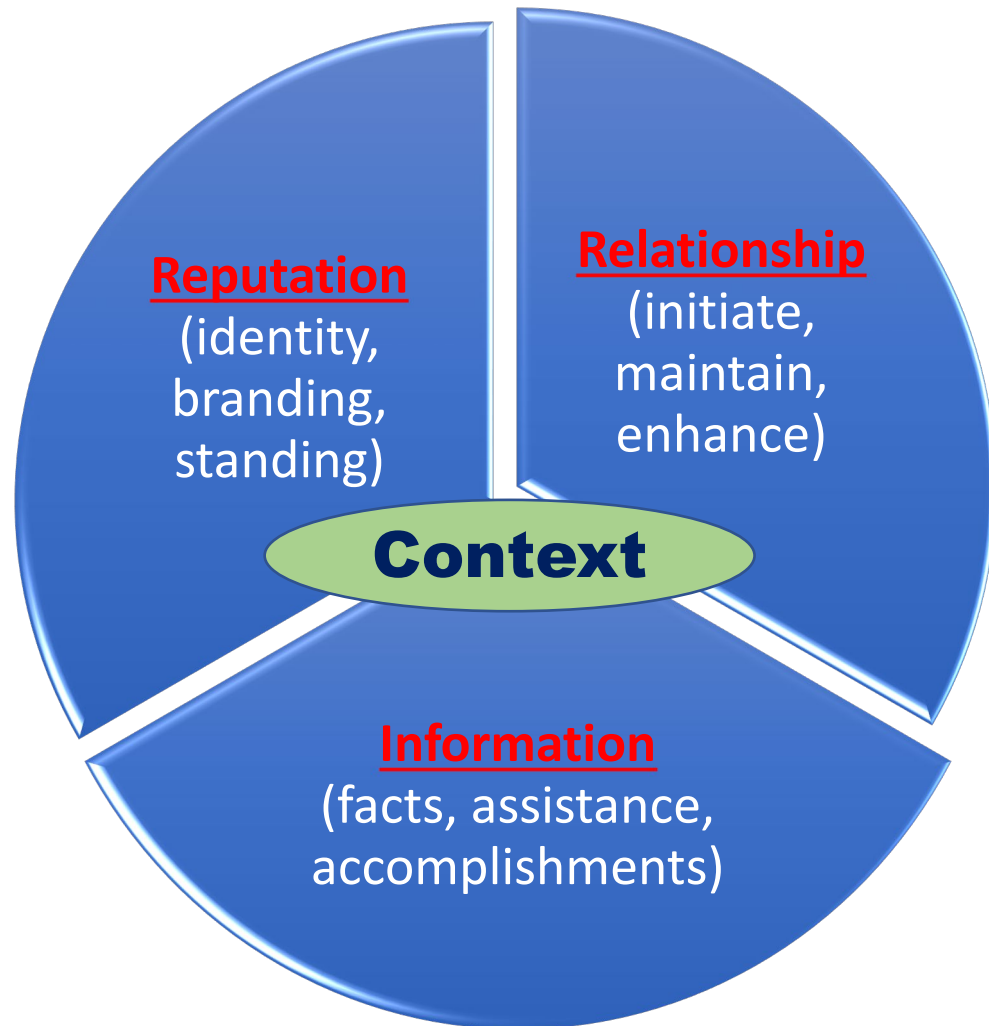 Reputation
(identity,
branding,
standing)
Relationship
(initiate,
maintain,
enhance)
Context
Information
(facts, assistance,
accomplishments)